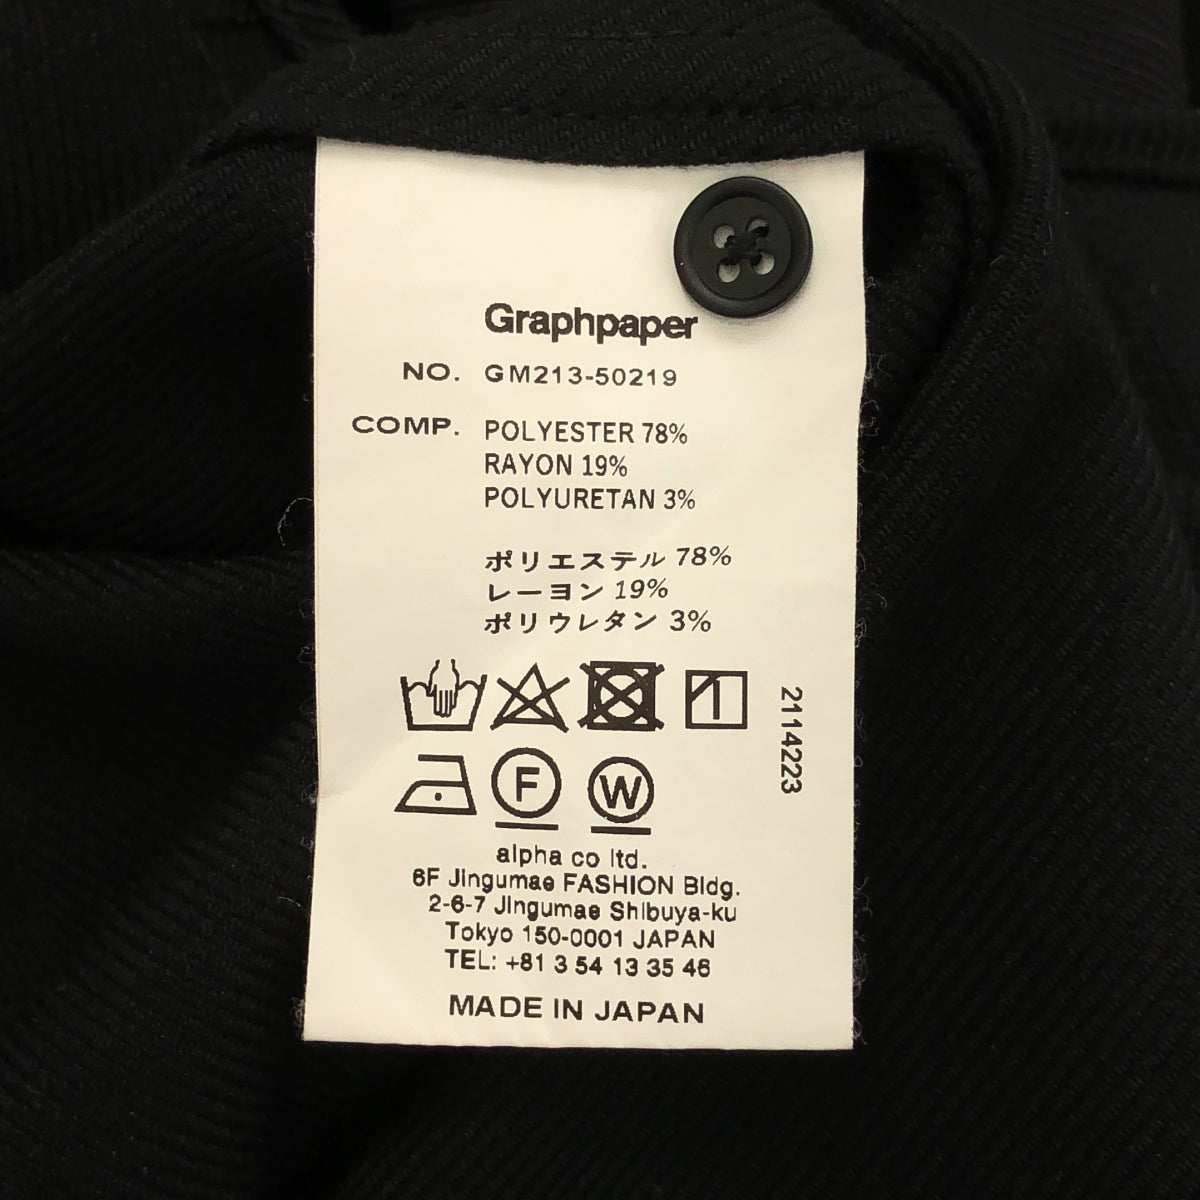 Graphpaper
NO. GM213-50219
COMP. POLYESTER 78%
RAYON 19%
POLYURETAN 3%
ポリエステル 78%
レーヨン 19%
ポリウレタン 3%
2114223
F
W
alpha co ltd.
6F Jingumae FASHION Bldg.
2-6-7 Jingumae Shibuya-ku
Tokyo 150-0001 JAPAN
TEL: +81 3 54 13 35 46
MADE IN JAPAN